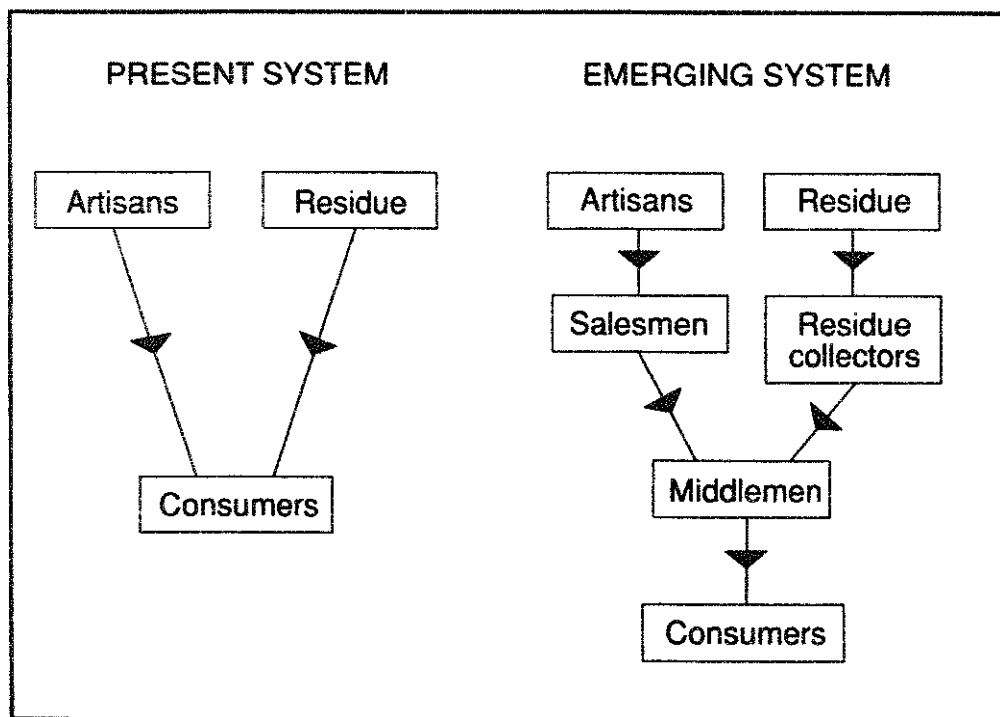 PRESENT SYSTEM
Artisans
Residue
Consumers
EMERGING SYSTEM
Artisans
Residue
Salesmen
Residue
collectors
Middlemen
Consumers